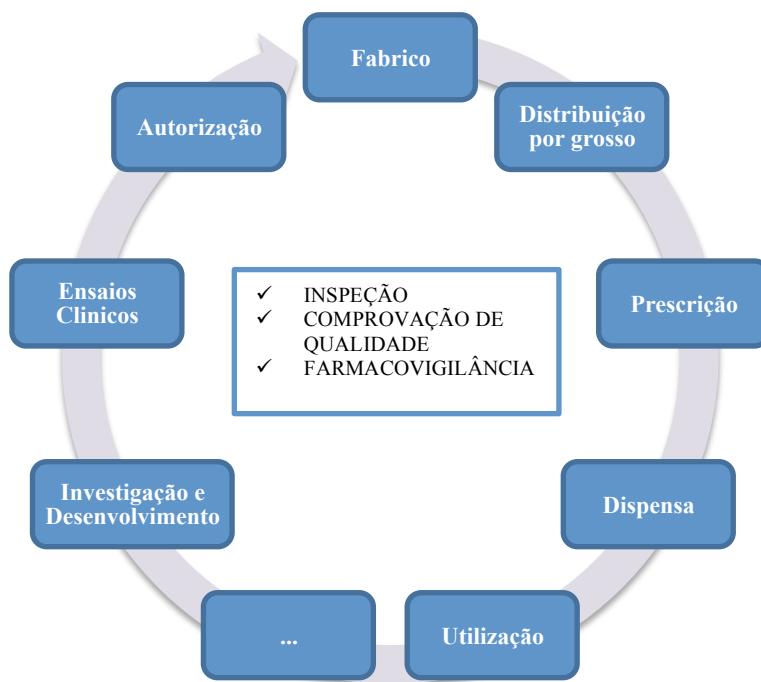 Fabrico
Distribuição
por grosso
Prescrição
Dispensa
Utilização
...
Investigação e
Desenvolvimento
Ensaios
Clinicos
Autorização
✓ INSPEÇÃO
✓ COMPROVAÇÃO DE
QUALIDADE
✓ FARMACOVIGILÂNCIA